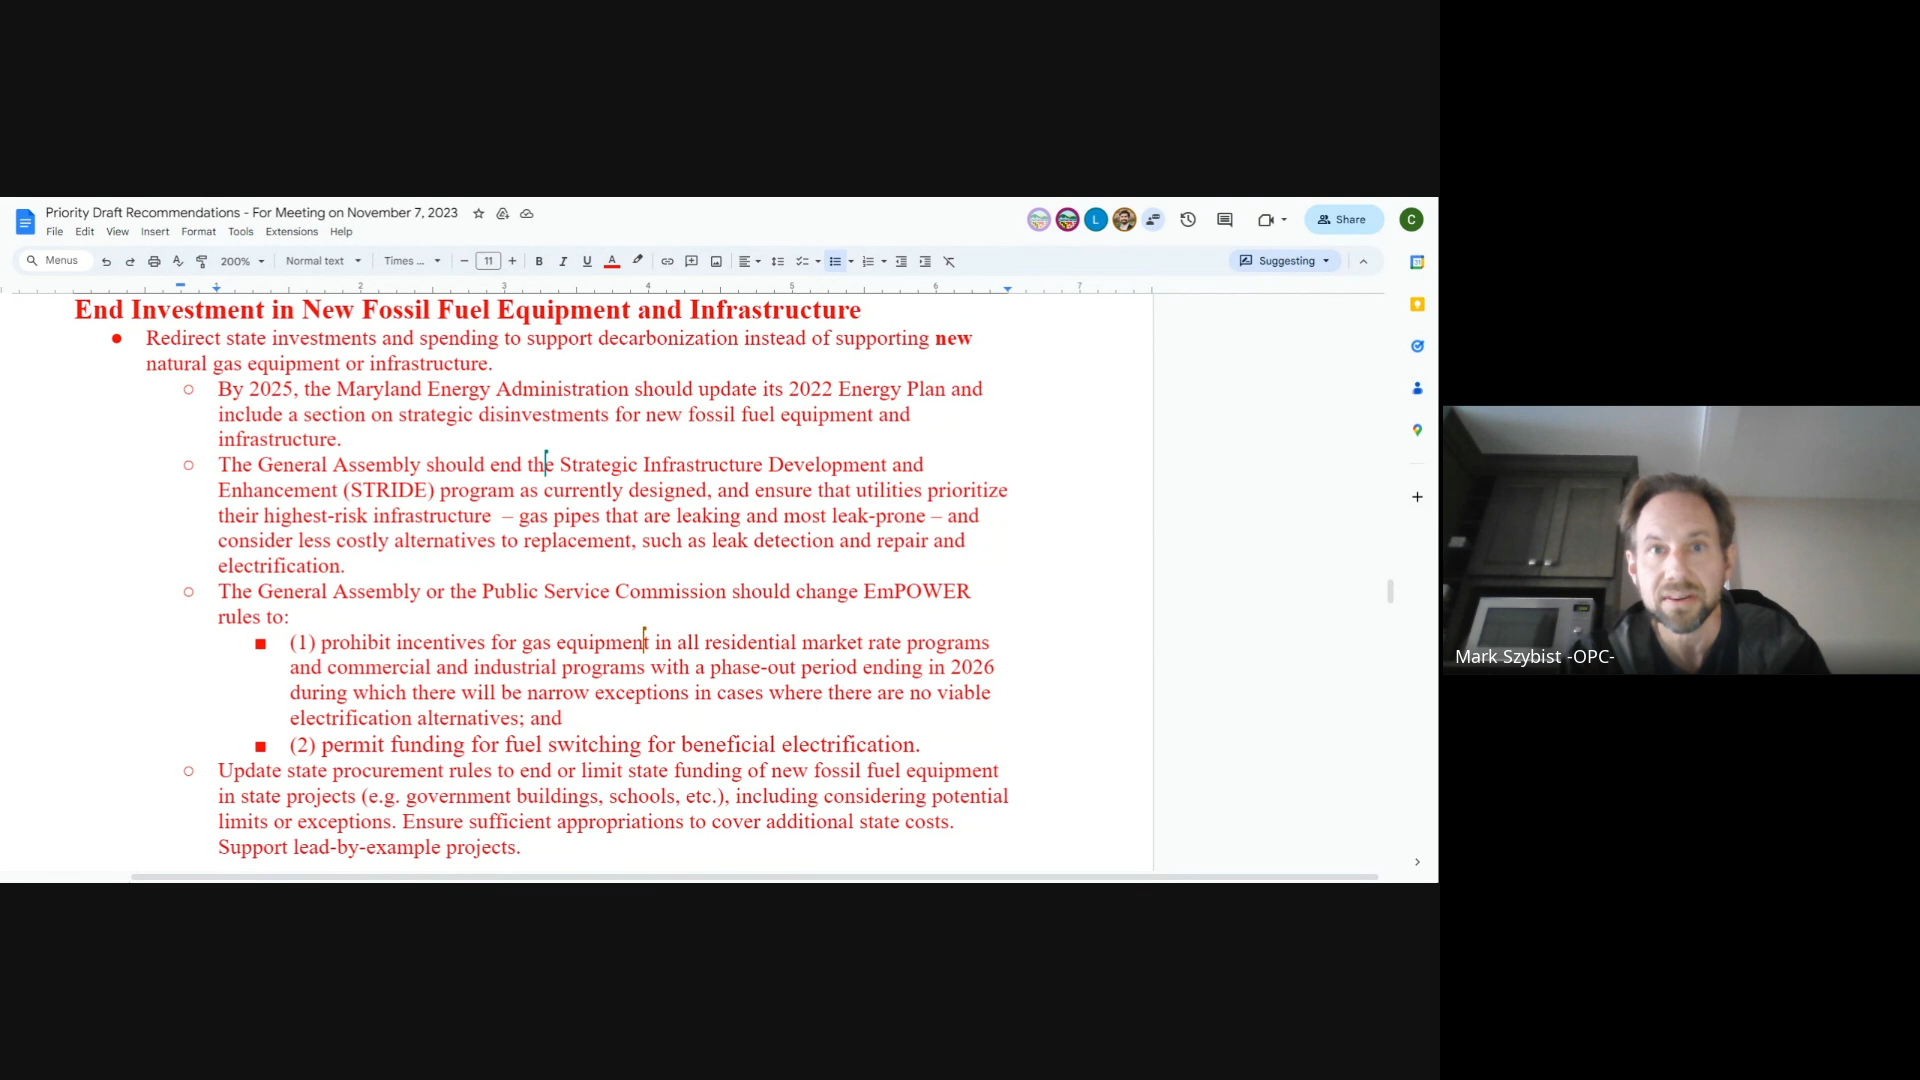 Priority Draft Recommendations - For Meeting on November 7, 2023
File Edit View Insert Format Tools Extensions Help
L
Share
C
Menus
200%
Normal text
Times ...
11
B
I
U
A
Suggesting
1 2 3 4 5 6 7
End Investment in New Fossil Fuel Equipment and Infrastructure
● Redirect state investments and spending to support decarbonization instead of supporting new
natural gas equipment or infrastructure.
○ By 2025, the Maryland Energy Administration should update its 2022 Energy Plan and
include a section on strategic disinvestments for new fossil fuel equipment and
infrastructure.
○ The General Assembly should end the Strategic Infrastructure Development and
Enhancement (STRIDE) program as currently designed, and ensure that utilities prioritize
their highest-risk infrastructure – gas pipes that are leaking and most leak-prone – and
consider less costly alternatives to replacement, such as leak detection and repair and
electrification.
○ The General Assembly or the Public Service Commission should change EmPOWER
rules to:
■ (1) prohibit incentives for gas equipment in all residential market rate programs
and commercial and industrial programs with a phase-out period ending in 2026
during which there will be narrow exceptions in cases where there are no viable
electrification alternatives; and
■ (2) permit funding for fuel switching for beneficial electrification.
○ Update state procurement rules to end or limit state funding of new fossil fuel equipment
in state projects (e.g. government buildings, schools, etc.), including considering potential
limits or exceptions. Ensure sufficient appropriations to cover additional state costs.
Support lead-by-example projects.
Mark Szybist -OPC-